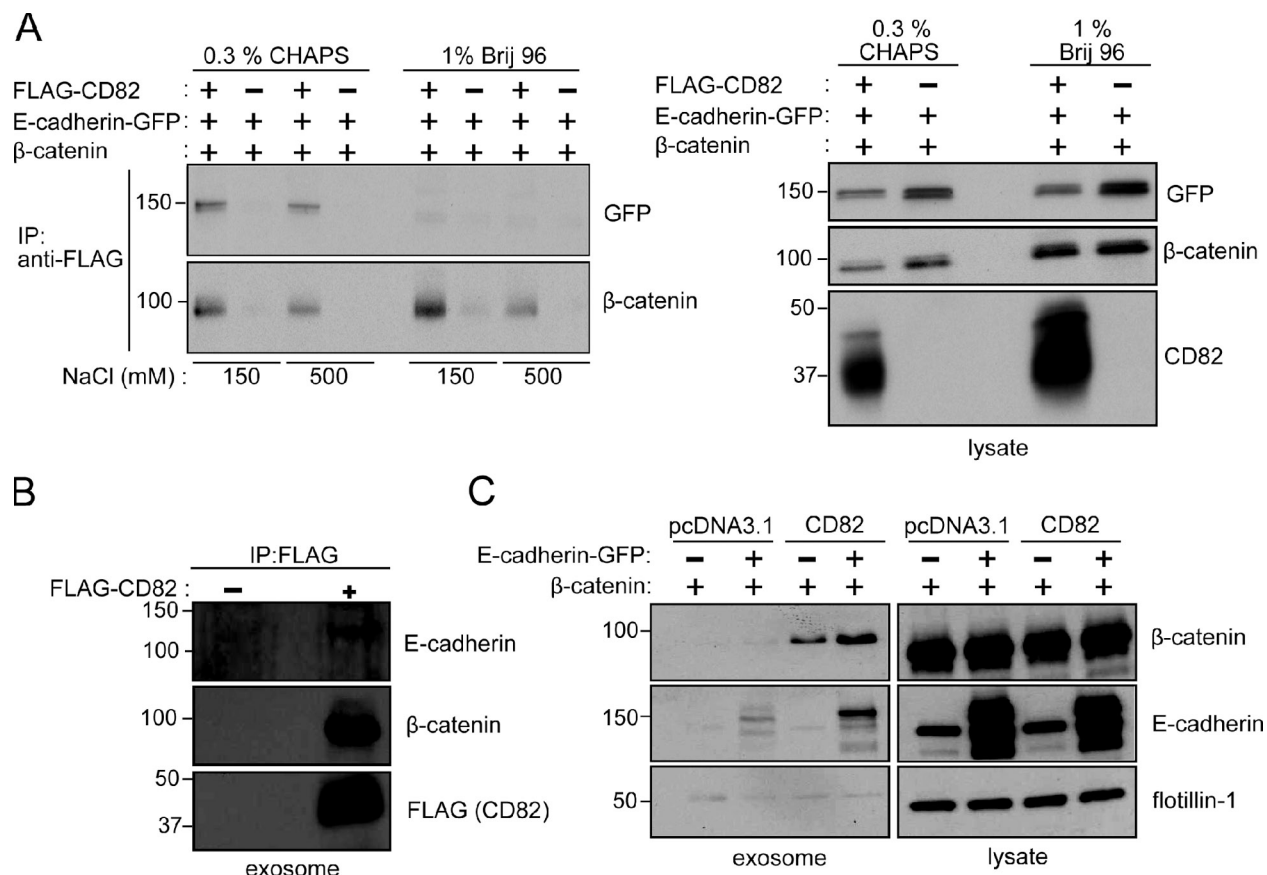 A
0.3 % CHAPS 1% Brij 96
FLAG-CD82 : + − + − + − + −
E-cadherin-GFP : + + + + + + + +
β-catenin : + + + + + + + +
IP:
anti-FLAG
150
GFP
100
β-catenin
NaCl (mM) : 150 500 150 500
0.3 %
CHAPS
1 %
Brij 96
FLAG-CD82 : + − + −
E-cadherin-GFP : + + + +
β-catenin : + + + +
150
GFP
100
β-catenin
50
37
CD82
lysate
B
IP:FLAG
FLAG-CD82 : − +
150
100
E-cadherin
100
β-catenin
50
37
FLAG (CD82)
exosome
C
pcDNA3.1 CD82 pcDNA3.1 CD82
E-cadherin-GFP: − + − + − + − +
β-catenin: + + + + + + + +
100
β-catenin
150
E-cadherin
50
flotillin-1
exosome lysate